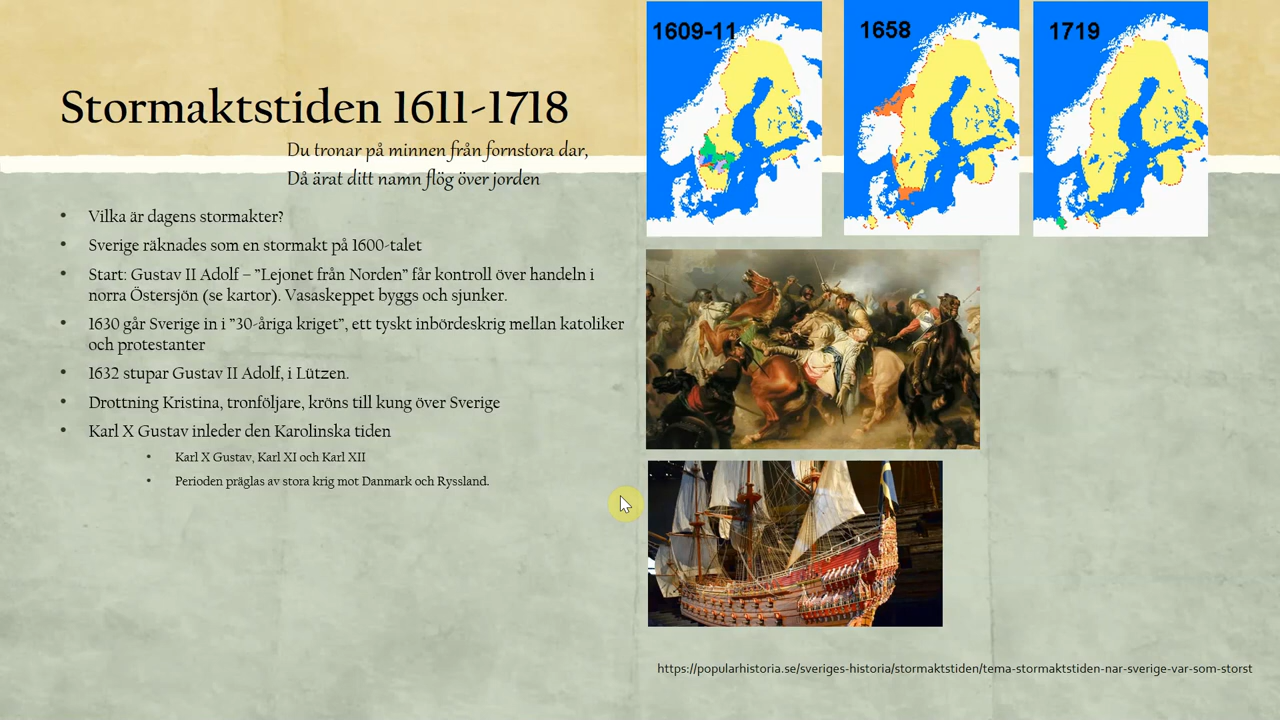 Stormaktstiden 1611-1718
Du tronar på minnen från fornstora dar,
Då ärat ditt namn flög över jorden
• Vilka är dagens stormakter?
• Sverige räknades som en stormakt på 1600-talet
• Start: Gustav II Adolf – ”Lejonet från Norden” får kontroll över handeln i
norra Östersjön (se kartor). Vasaskeppet byggs och sjunker.
• 1630 går Sverige in i ”30-åriga kriget”, ett tyskt inbördeskrig mellan katoliker
och protestanter
• 1632 stupar Gustav II Adolf, i Lützen.
• Drottning Kristina, tronföljare, kröns till kung över Sverige
• Karl X Gustav inleder den Karolinska tiden
• Karl X Gustav, Karl XI och Karl XII
• Perioden präglas av stora krig mot Danmark och Ryssland.
1609-11
1658
1719
https://popularhistoria.se/sveriges-historia/stormaktstiden/tema-stormaktstiden-nar-sverige-var-som-storst